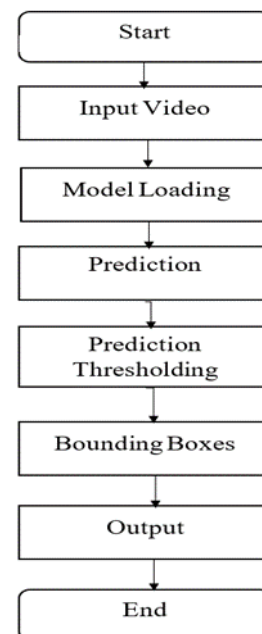 Start
Input Video
Model Loading
Prediction
Prediction
Thresholding
Bounding Boxes
Output
End